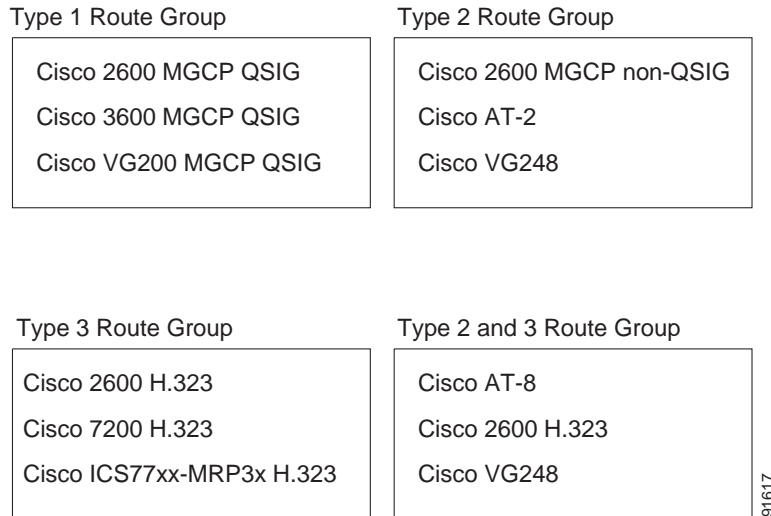 Type 1 Route Group
Cisco 2600 MGCP QSIG
Cisco 3600 MGCP QSIG
Cisco VG200 MGCP QSIG
Type 2 Route Group
Cisco 2600 MGCP non-QSIG
Cisco AT-2
Cisco VG248
Type 3 Route Group
Cisco 2600 H.323
Cisco 7200 H.323
Cisco ICS77xx-MRP3x H.323
Type 2 and 3 Route Group
Cisco AT-8
Cisco 2600 H.323
Cisco VG248
91617